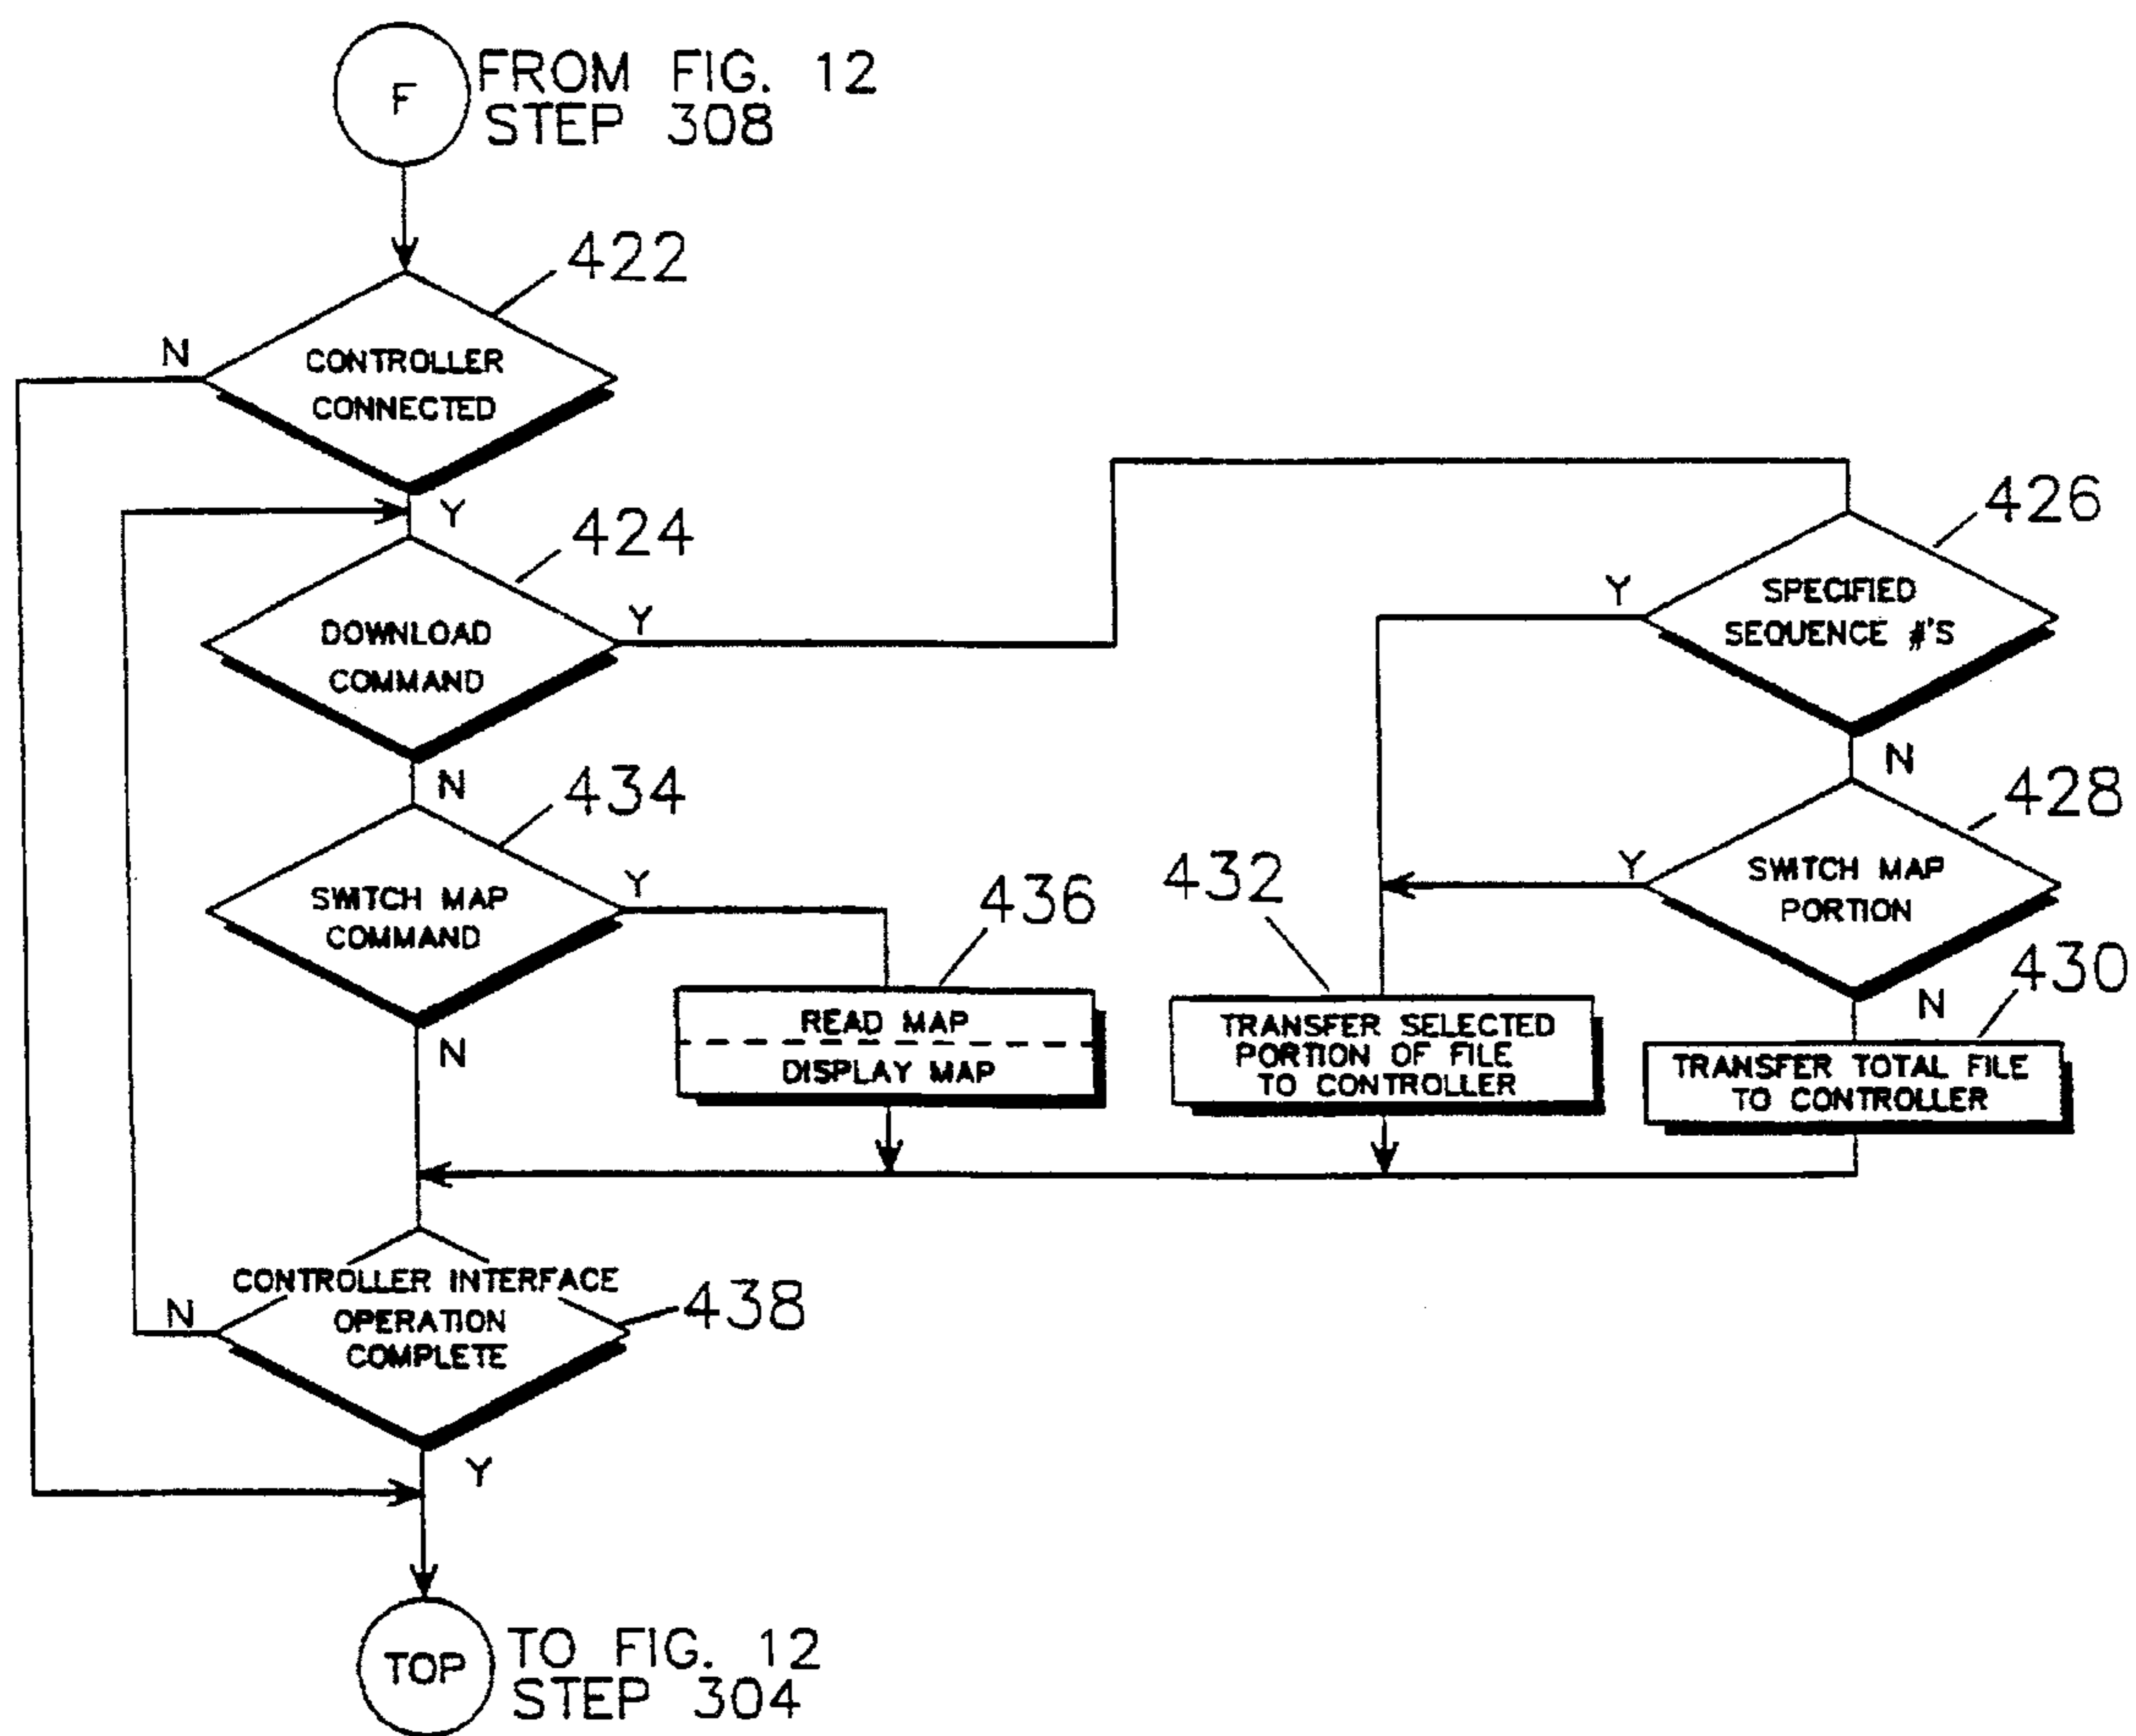 F
FROM FIG. 12
STEP 308
422
N
CONTROLLER
CONNECTED
Y
424
DOWNLOAD
COMMAND
Y
N
426
SPECIFIED
SEQUENCE #'S
Y
N
434
SWITCH MAP
COMMAND
Y
N
428
SWITCH MAP
PORTION
Y
N
436
READ MAP
DISPLAY MAP
432
TRANSFER SELECTED
PORTION OF FILE
TO CONTROLLER
430
TRANSFER TOTAL FILE
TO CONTROLLER
CONTROLLER INTERFACE
OPERATION
COMPLETE
438
N
Y
TOP
TO FIG. 12
STEP 304